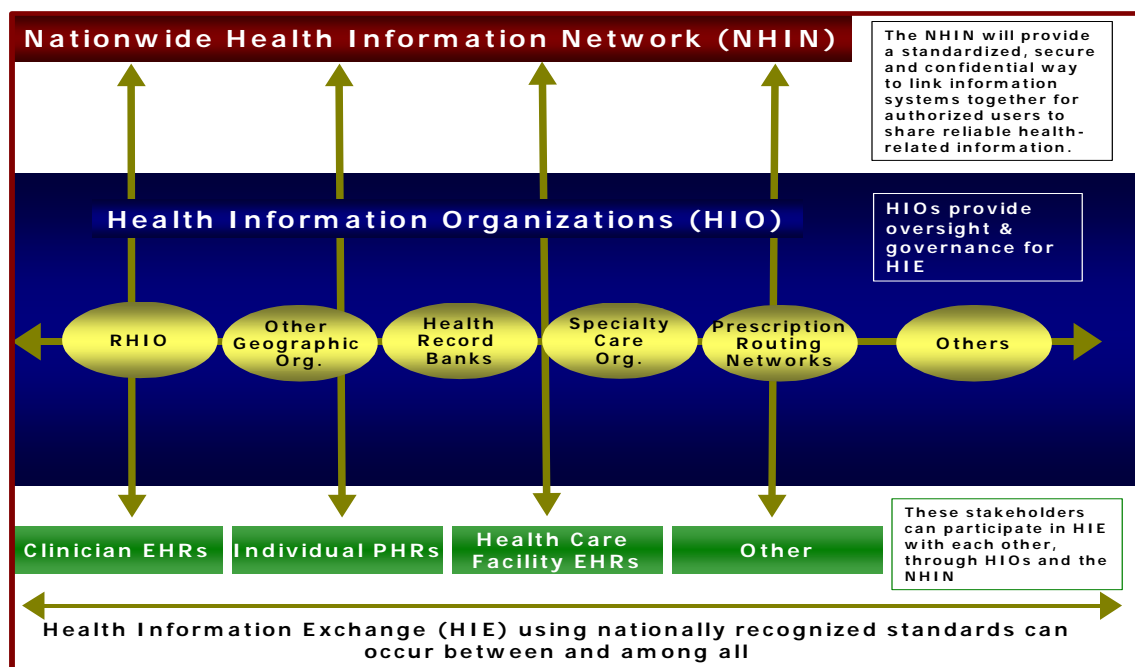 Nationwide Health Information Network (NHIN)
The NHIN will provide
a standardized, secure
and confidential way
to link information
systems together for
authorized users to
share reliable health-
related information.
Health Information Organizations (HIO)
HIOs provide
oversight &
governance for
HIE
RHIO
Other
Geographic
Org.
Health
Record
Banks
Specialty
Care
Org.
Prescription
Routing
Networks
Others
Clinician EHRs
Individual PHRs
Health Care
Facility EHRs
Other
These stakeholders
can participate in HIE
with each other,
through HIOs and the
NHIN
Health Information Exchange (HIE) using nationally recognized standards can
occur between and among all